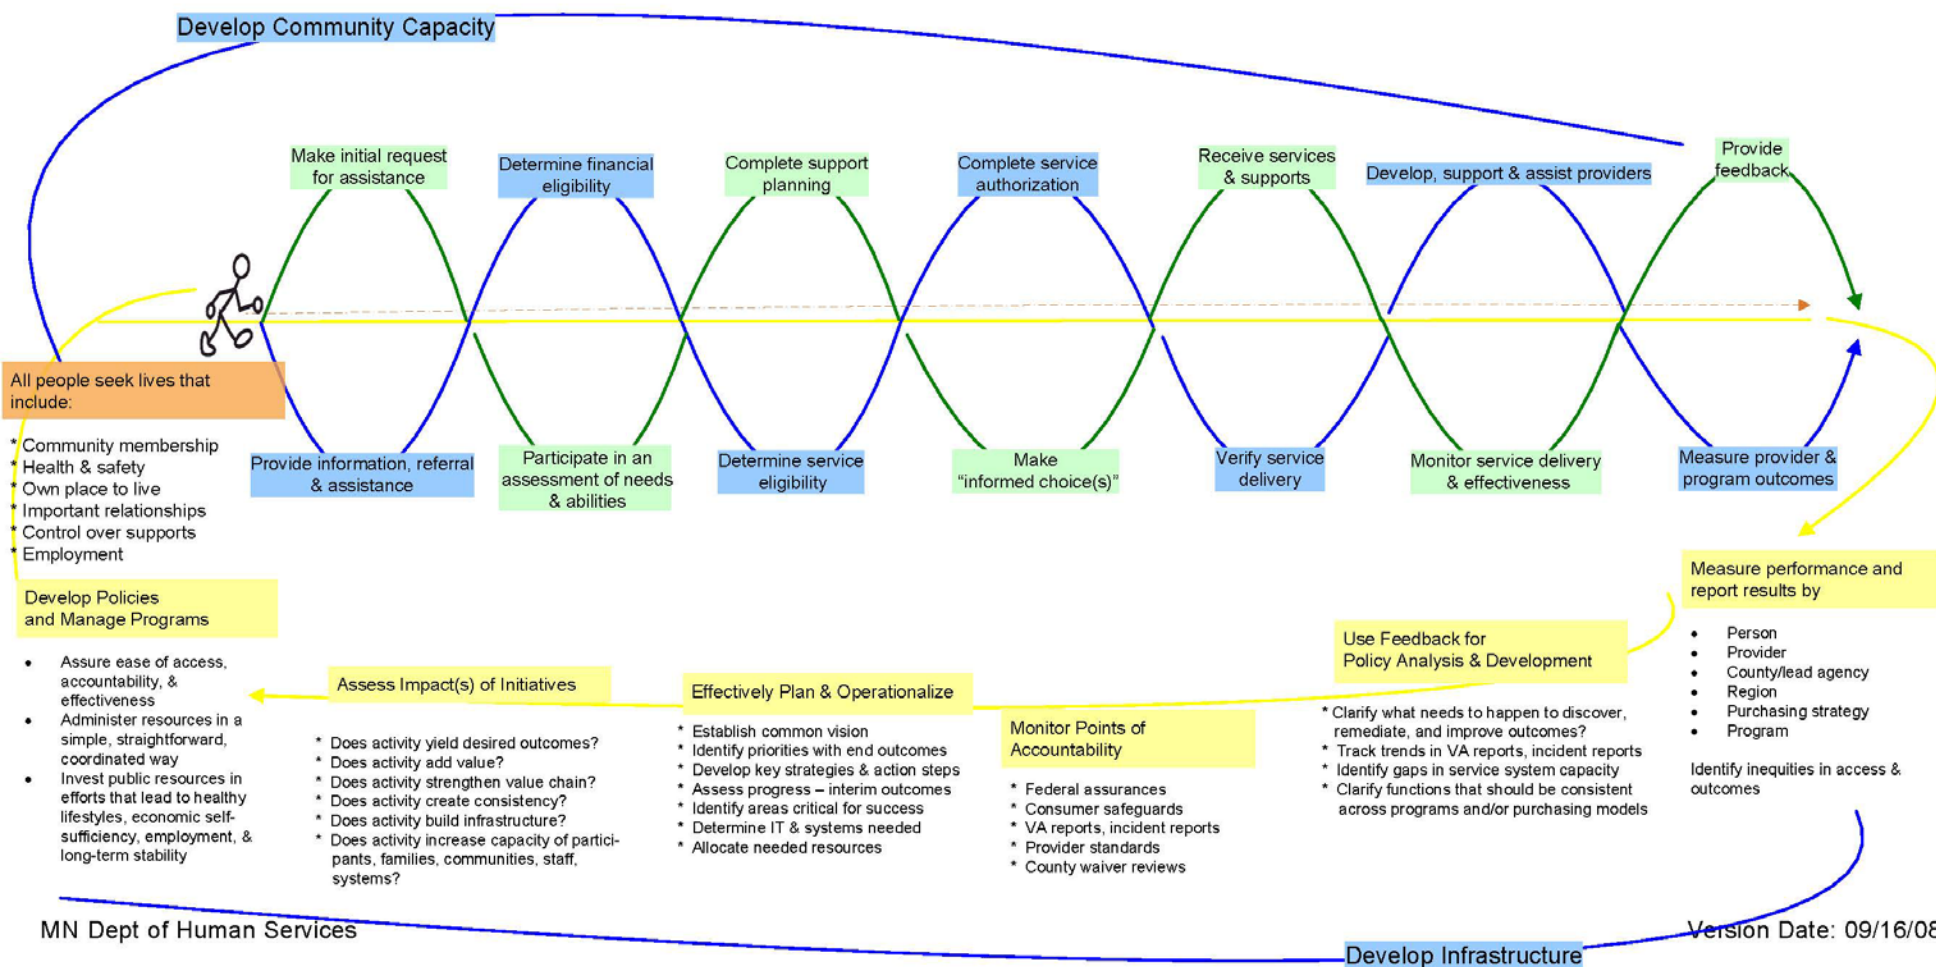 Develop Community Capacity
Make initial request
for assistance
Determine financial
eligibility
Complete support
planning
Complete service
authorization
Receive services
& supports
Develop, support & assist providers
Provide
feedback
All people seek lives that
include:
* Community membership
* Health & safety
* Own place to live
* Important relationships
* Control over supports
* Employment
Provide information, referral
& assistance
Participate in an
assessment of needs
& abilities
Determine service
eligibility
Make
“informed choice(s)”
Verify service
delivery
Monitor service delivery
& effectiveness
Measure provider &
program outcomes
Develop Policies
and Manage Programs
• Assure ease of access,
accountability, &
effectiveness
• Administer resources in a
simple, straightforward,
coordinated way
• Invest public resources in
efforts that lead to healthy
lifestyles, economic self-
sufficiency, employment, &
long-term stability
Assess Impact(s) of Initiatives
* Does activity yield desired outcomes?
* Does activity add value?
* Does activity strengthen value chain?
* Does activity create consistency?
* Does activity build infrastructure?
* Does activity increase capacity of partici-
pants, families, communities, staff,
systems?
Effectively Plan & Operationalize
* Establish common vision
* Identify priorities with end outcomes
* Develop key strategies & action steps
* Assess progress – interim outcomes
* Identify areas critical for success
* Determine IT & systems needed
* Allocate needed resources
Monitor Points of
Accountability
* Federal assurances
* Consumer safeguards
* VA reports, incident reports
* Provider standards
* County waiver reviews
Use Feedback for
Policy Analysis & Development
* Clarify what needs to happen to discover,
remediate, and improve outcomes?
* Track trends in VA reports, incident reports
* Identify gaps in service system capacity
* Clarify functions that should be consistent
across programs and/or purchasing models
Measure performance and
report results by
• Person
• Provider
• County/lead agency
• Region
• Purchasing strategy
• Program
Identify inequities in access &
outcomes
MN Dept of Human Services
Version Date: 09/16/08
Develop Infrastructure